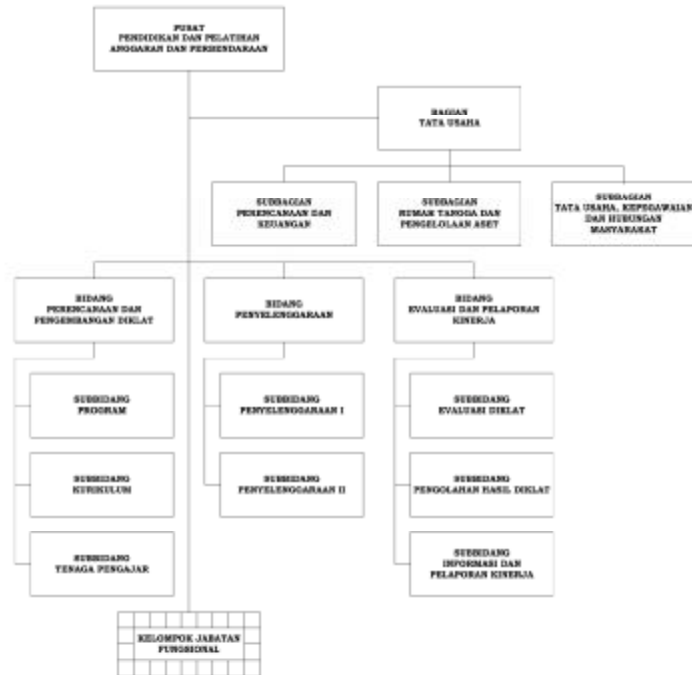 PUSAT
PENDIDIKAN DAN PELATIHAN
ANGGARAN DAN PERBENDARAAN
BAGIAN
TATA USAHA
SUBBAGIAN
PERENCANAAN DAN
KEUANGAN
SUBBAGIAN
RUMAH TANGGA DAN
PENGELOLAAN ASET
SUBBAGIAN
TATA USAHA, KEPEGAWAIAN
DAN HUBUNGAN
MASYARAKAT
BIDANG
PERENCANAAN DAN
PENGEMBANGAN DIKLAT
BIDANG
PENYELENGGARAAN
BIDANG
EVALUASI DAN PELAPORAN
KINERJA
SUBBIDANG
PROGRAM
SUBBIDANG
PENYELENGGARAAN I
SUBBIDANG
EVALUASI DIKLAT
SUBBIDANG
KURIKULUM
SUBBIDANG
PENYELENGGARAAN II
SUBBIDANG
PENGOLAHAN HASIL DIKLAT
SUBBIDANG
TENAGA PENGAJAR
SUBBIDANG
INFORMASI DAN
PELAPORAN KINERJA
KELOMPOK JABATAN
FUNGSIONAL